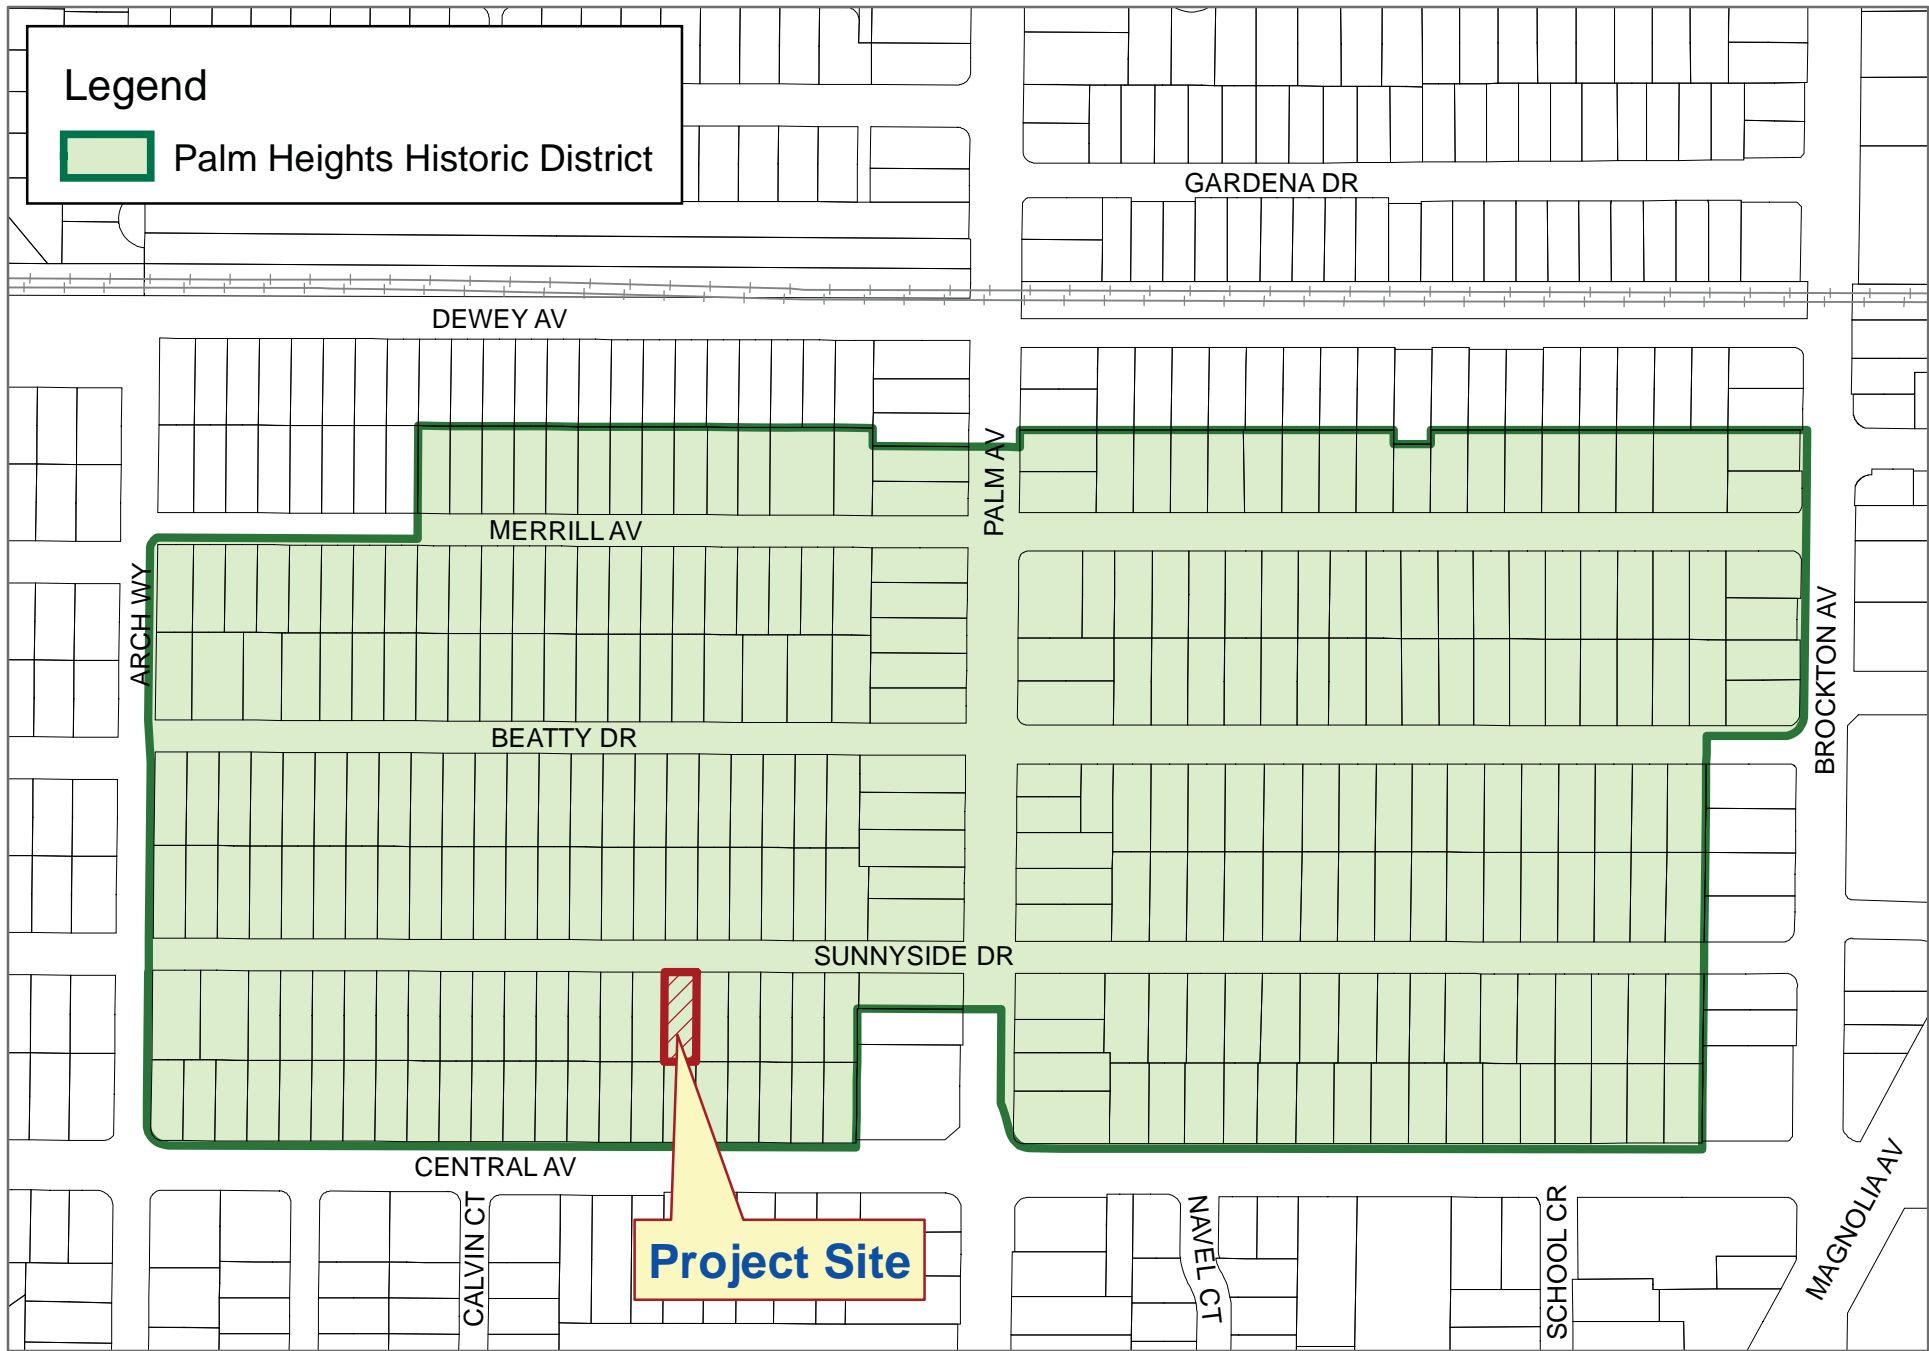 Legend
Palm Heights Historic District
GARDENA DR
DEWEY AV
PALM AV
MERRILL AV
ARCH WY
BROCKTON AV
BEATTY DR
SUNNYSIDE DR
CENTRAL AV
CALVIN CT
Project Site
NAVEL CT
SCHOOL CR
MAGNOLIA AV